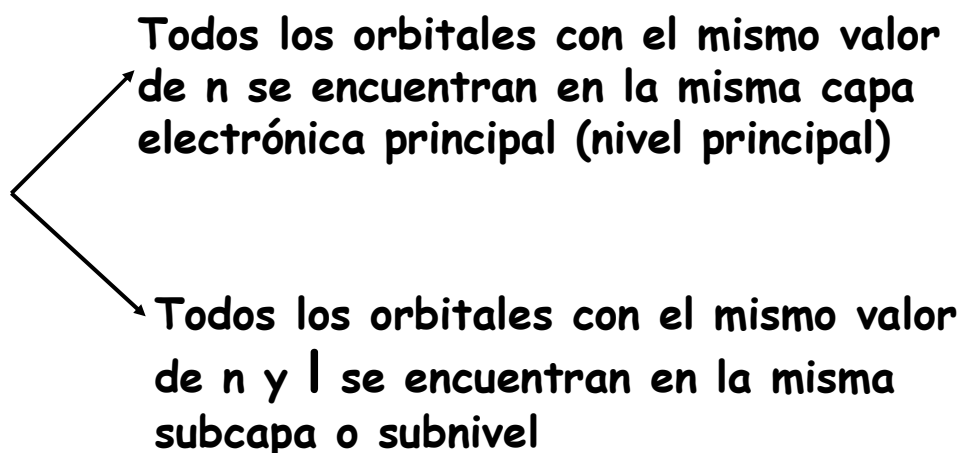 Todos los orbitales con el mismo valor
de n se encuentran en la misma capa
electrónica principal (nivel principal)
Todos los orbitales con el mismo valor
de n y l se encuentran en la misma
subcapa o subnivel